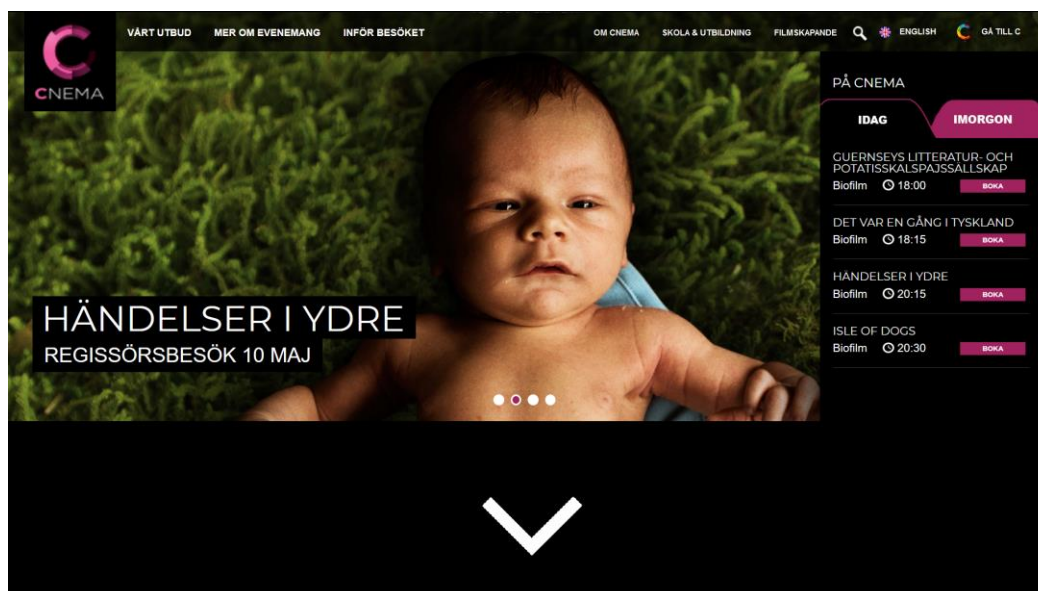 VÅRT UTBUD
MER OM EVENEMANG
INFÖR BESÖKET
OM CNEMA
SKOLA & UTBILDNING
FILMSKAPANDE
ENGLISH
GÅ TILL C
CNEMA
HÄNDELSER I YDRE
REGISSÖRSBESÖK 10 MAJ
PÅ CNEMA
IDAG
IMORGON
GUERNSEYS LITTERATUR- OCH
POTATISSKALSPAJSSÄLLSKAP
Biofilm 18:00 BOKA
DET VAR EN GÅNG I TYSKLAND
Biofilm 18:15 BOKA
HÄNDELSER I YDRE
Biofilm 20:15 BOKA
ISLE OF DOGS
Biofilm 20:30 BOKA